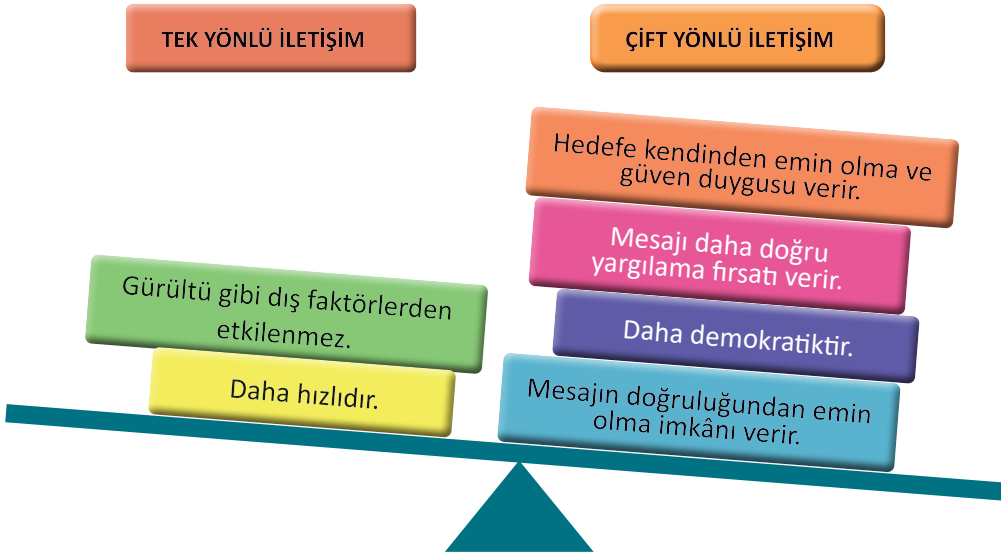 TEK YÖNLÜ İLETİŞİM
ÇİFT YÖNLÜ İLETİŞİM
Gürültü gibi dış faktörlerden
etkilenmez.
Daha hızlıdır.
Hedefe kendinden emin olma ve
güven duygusu verir.
Mesajı daha doğru
yargılama fırsatı verir.
Daha demokratiktir.
Mesajın doğruluğundan emin
olma imkânı verir.